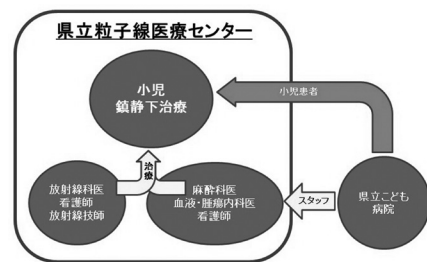 県立粒子線医療センター
小児
鎮静下治療
小児患者
治療
放射線科医
看護師
放射線技師
麻酔科医
血液・腫瘍内科医
看護師
スタッフ
県立こども
病院